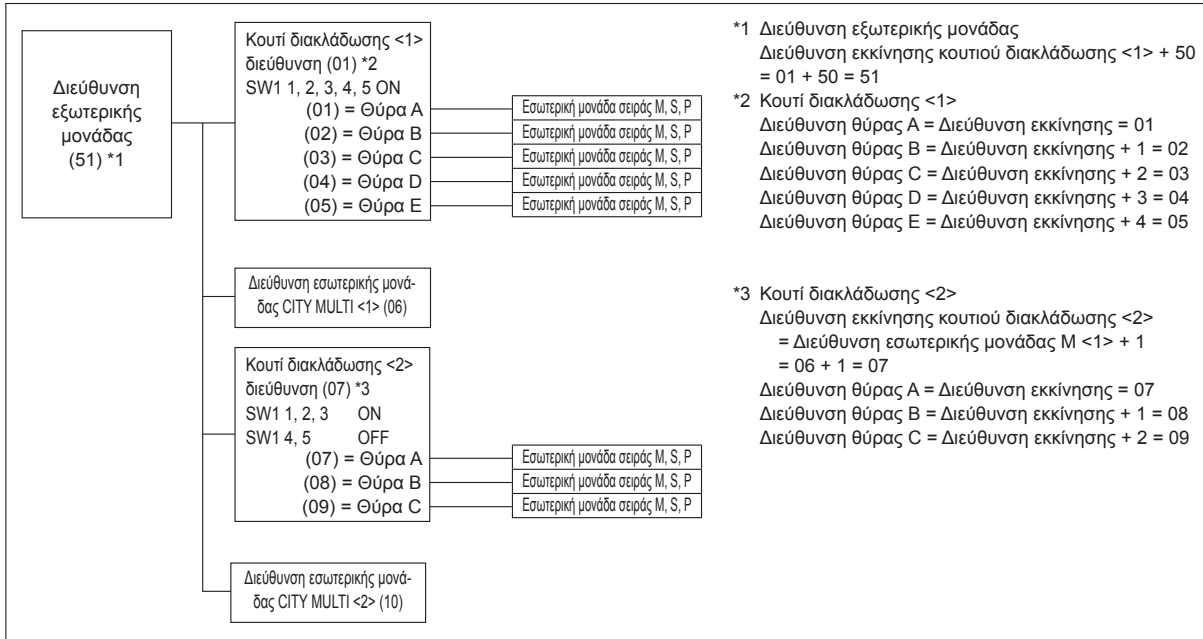 Διεύθυνση
εξωτερικής
μονάδας
(51) *1
Κουτί διακλάδωσης <1>
διεύθυνση (01) *2
SW1 1, 2, 3, 4, 5 ON
(01) = Θύρα A
(02) = Θύρα B
(03) = Θύρα C
(04) = Θύρα D
(05) = Θύρα E
Εσωτερική μονάδα σειράς M, S, P
Εσωτερική μονάδα σειράς M, S, P
Εσωτερική μονάδα σειράς M, S, P
Εσωτερική μονάδα σειράς M, S, P
Εσωτερική μονάδα σειράς M, S, P
Διεύθυνση εσωτερικής μονά-
δας CITY MULTI <1> (06)
Κουτί διακλάδωσης <2>
διεύθυνση (07) *3
SW1 1, 2, 3 ON
SW1 4, 5 OFF
(07) = Θύρα A
(08) = Θύρα B
(09) = Θύρα C
Εσωτερική μονάδα σειράς M, S, P
Εσωτερική μονάδα σειράς M, S, P
Εσωτερική μονάδα σειράς M, S, P
Διεύθυνση εσωτερικής μονά-
δας CITY MULTI <2> (10)
*1 Διεύθυνση εξωτερικής μονάδας
Διεύθυνση εκκίνησης κουτιού διακλάδωσης <1> + 50
= 01 + 50 = 51
*2 Κουτί διακλάδωσης <1>
Διεύθυνση θύρας A = Διεύθυνση εκκίνησης = 01
Διεύθυνση θύρας B = Διεύθυνση εκκίνησης + 1 = 02
Διεύθυνση θύρας C = Διεύθυνση εκκίνησης + 2 = 03
Διεύθυνση θύρας D = Διεύθυνση εκκίνησης + 3 = 04
Διεύθυνση θύρας E = Διεύθυνση εκκίνησης + 4 = 05
*3 Κουτί διακλάδωσης <2>
Διεύθυνση εκκίνησης κουτιού διακλάδωσης <2>
= Διεύθυνση εσωτερικής μονάδας M <1> + 1
= 06 + 1 = 07
Διεύθυνση θύρας A = Διεύθυνση εκκίνησης = 07
Διεύθυνση θύρας B = Διεύθυνση εκκίνησης + 1 = 08
Διεύθυνση θύρας C = Διεύθυνση εκκίνησης + 2 = 09